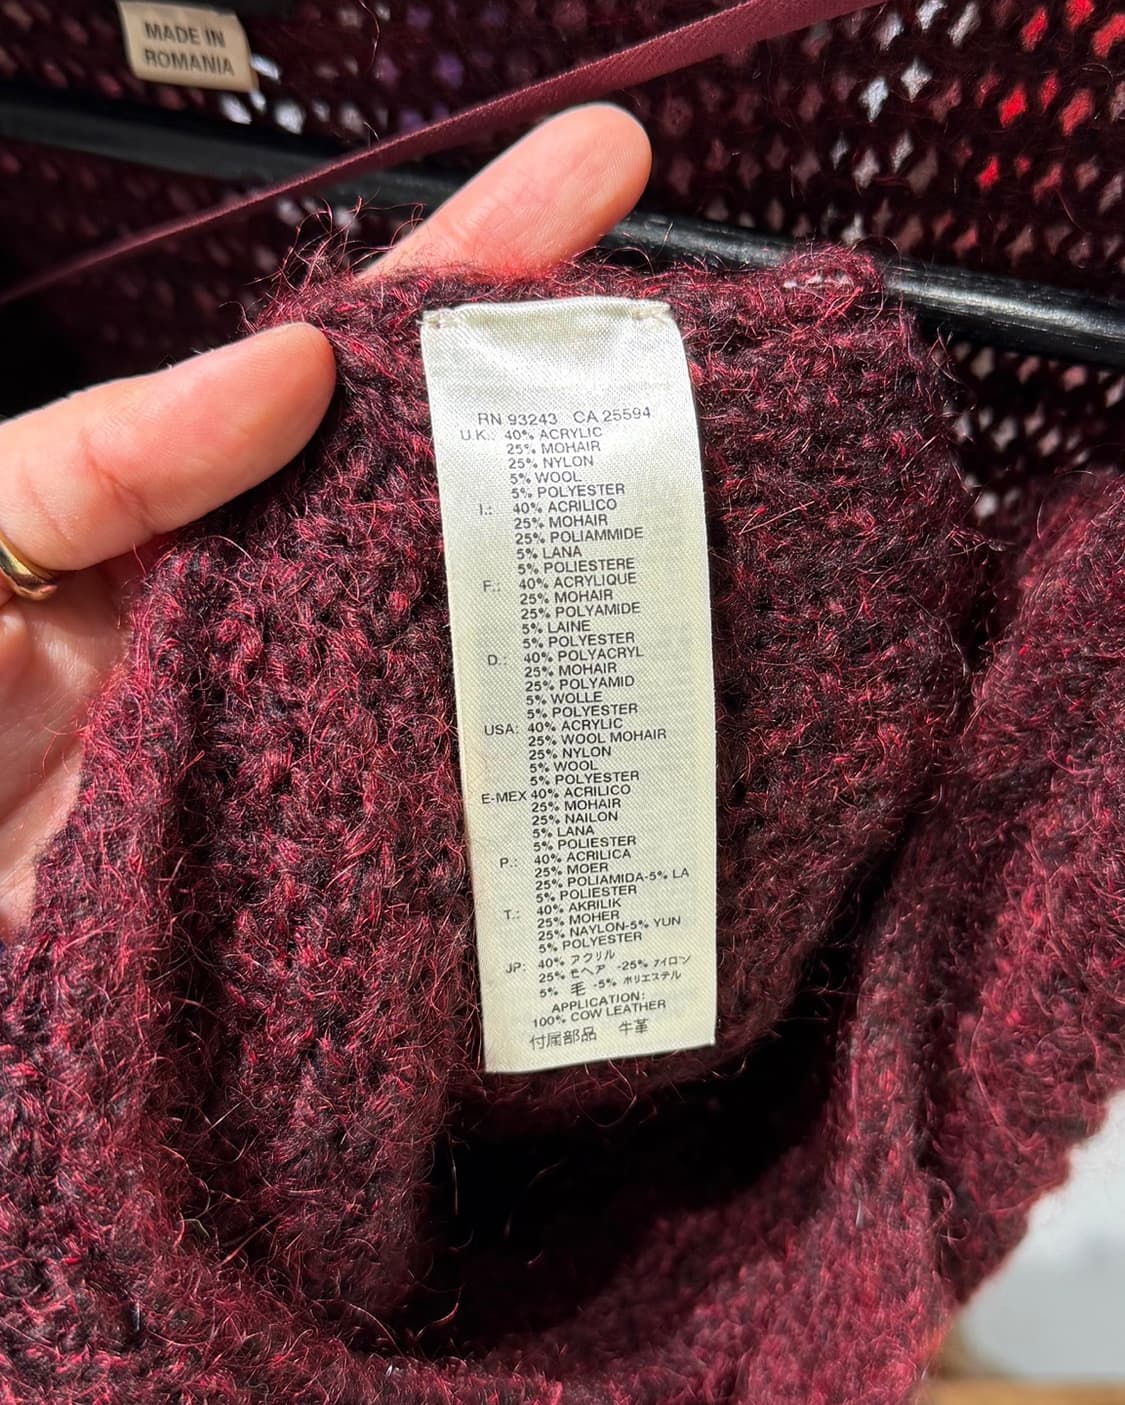 MADE IN
ROMANIA
RN 93243 CA 25594
U.K.: 40% ACRYLIC
25% MOHAIR
25% NYLON
5% WOOL
5% POLYESTER
I.: 40% ACRILICO
25% MOHAIR
25% POLIAMMIDE
5% LANA
5% POLIESTERE
F.: 40% ACRYLIQUE
25% MOHAIR
25% POLYAMIDE
5% LAINE
5% POLYESTER
D.: 40% POLYACRYL
25% MOHAIR
25% POLYAMID
5% WOLLE
5% POLYESTER
USA: 40% ACRYLIC
25% WOOL MOHAIR
25% NYLON
5% WOOL
5% POLYESTER
E-MEX 40% ACRILICO
25% MOHAIR
25% NAILON
5% LANA
5% POLIESTER
P.: 40% ACRILICA
25% MOER
25% POLIAMIDA-5% LA
5% POLIESTER
T.: 40% AKRILIK
25% MOHER
25% NAYLON-5% YUN
5% POLYESTER
JP: 40% アクリル
25% モヘア -25% ナイロン
5% 毛 -5% ポリエステル
APPLICATION:
100% COW LEATHER
付属部品 牛革